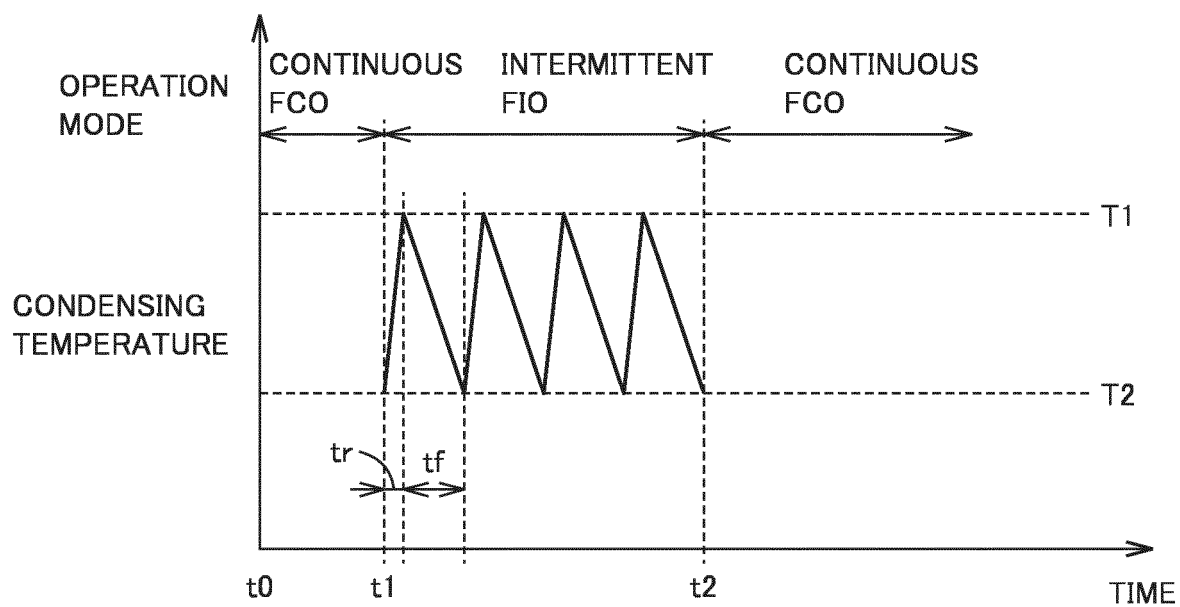 OPERATION
MODE
CONTINUOUS
FCO
INTERMITTENT
FIO
CONTINUOUS
FCO
T1
CONDENSING
TEMPERATURE
T2
tr
tf
t0
t1
t2
TIME